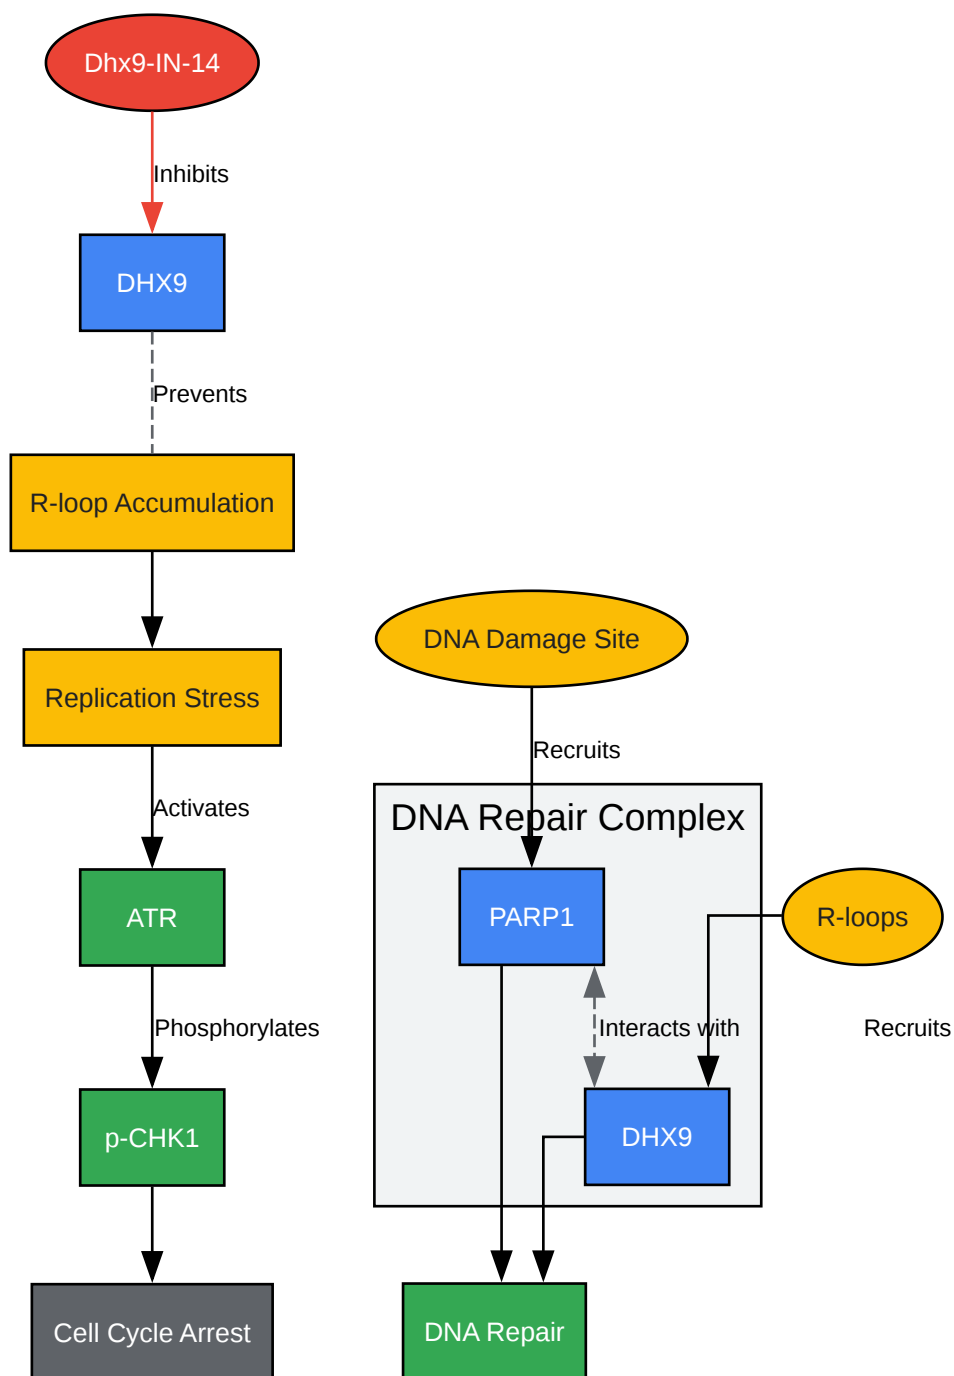 Dhx9-IN-14
Inhibits
DHX9
Prevents
R-loop Accumulation
Replication Stress
Activates
ATR
Phosphorylates
p-CHK1
Cell Cycle Arrest
DNA Damage Site
Recruits
DNA Repair Complex
PARP1
R-loops
Interacts with
Recruits
DHX9
DNA Repair